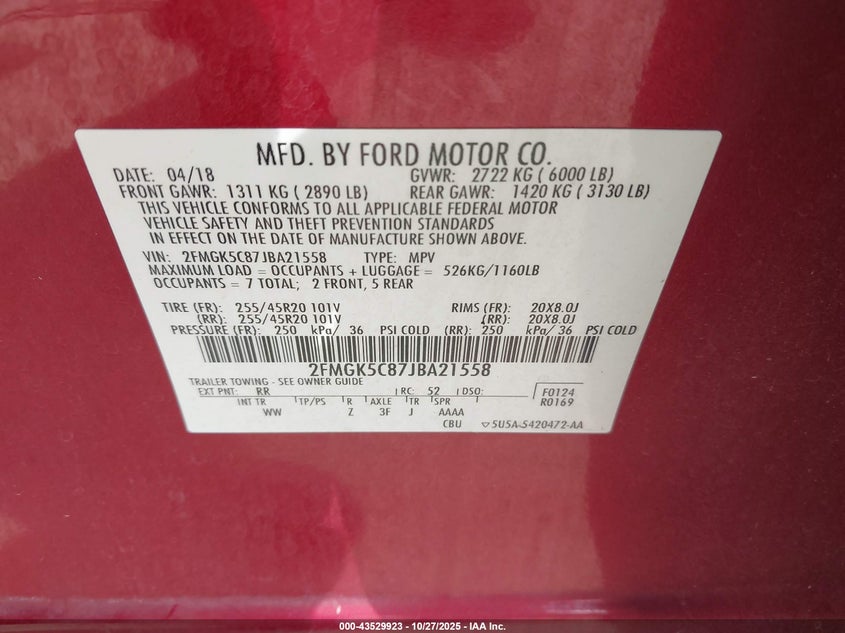 MFD. BY FORD MOTOR CO.
DATE: 04/18 GVWR: 2722 KG ( 6000 LB)
FRONT GAWR: 1311 KG ( 2890 LB) REAR GAWR: 1420 KG ( 3130 LB)
THIS VEHICLE CONFORMS TO ALL APPLICABLE FEDERAL MOTOR
VEHICLE SAFETY AND THEFT PREVENTION STANDARDS
IN EFFECT ON THE DATE OF MANUFACTURE SHOWN ABOVE.
VIN: 2FMGK5C87JBA21558 TYPE: MPV
MAXIMUM LOAD = OCCUPANTS + LUGGAGE = 526KG/1160LB
OCCUPANTS = 7 TOTAL; 2 FRONT, 5 REAR
TIRE (FR): 255/45R20 101V RIMS (FR): 20X8.0J
(RR): 255/45R20 101V (RR): 20X8.0J
PRESSURE (FR): 250 kPa/ 36 PSI COLD (RR): 250 kPa/ 36 PSI COLD
2FMGK5C87JBA21558
TRAILER TOWING - SEE OWNER GUIDE
EXT PNT: RR RC: 52 DSO: F0124
INT TR TP/PS R AXLE TR SPR R0169
WW Z 3F J AAAA
CBU ▽5U5A-5420472-AA
000-43529923 - 10/27/2025 - IAA Inc.